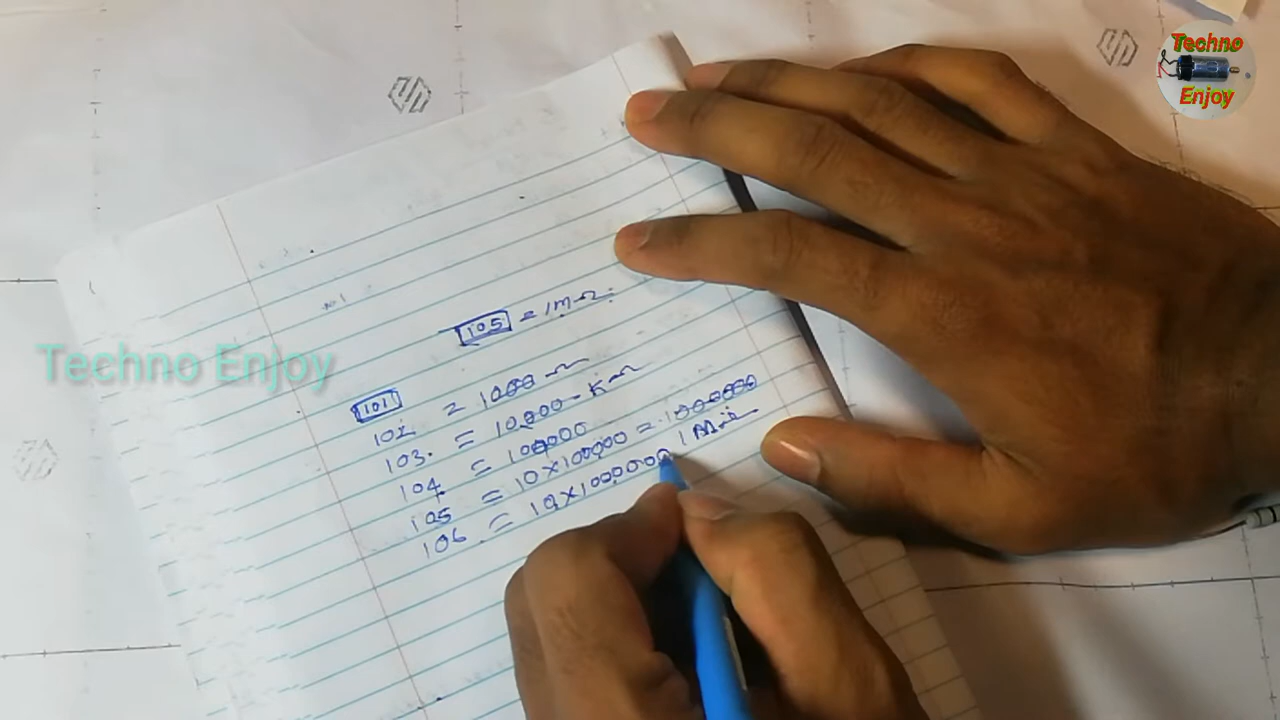 Techno
Enjoy
105 = 1MΩ
Techno Enjoy
101
102 = 1000 Ω
103 = 10000 - KΩ
104 = 100000
105 = 10×100000 = 1000000
1MΩ
106 = 10×1000000